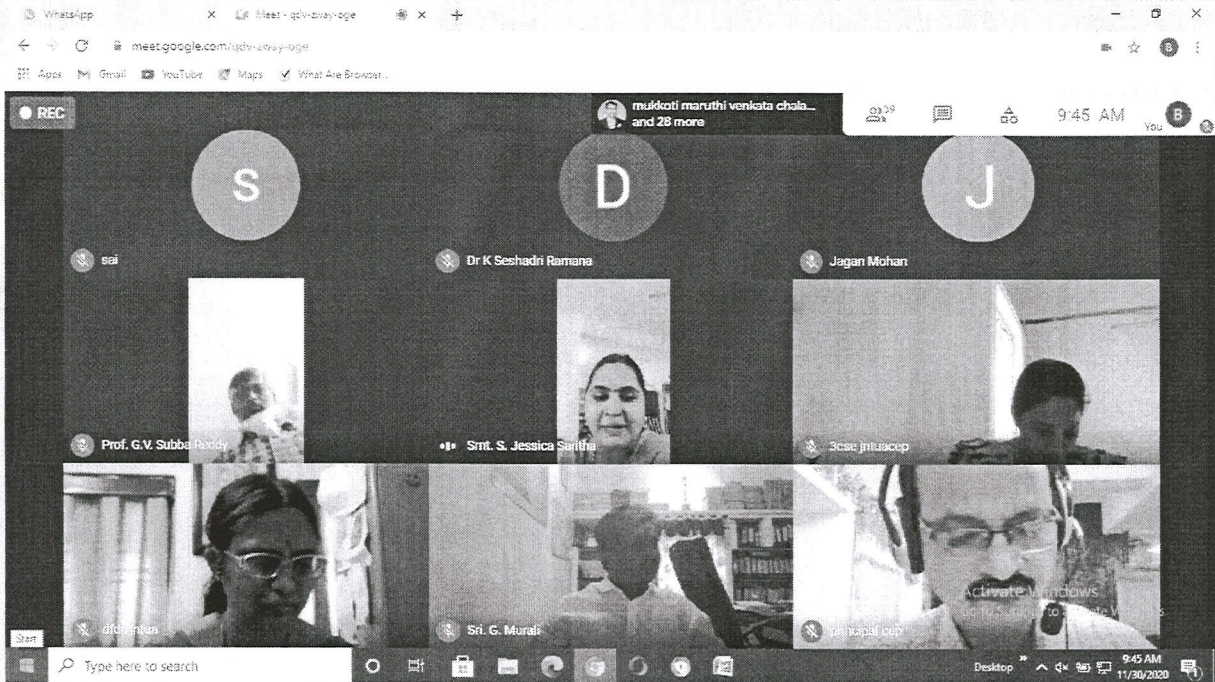 WhatsApp
Meet - qdv-zway-oge
meet.google.com/qdv-zway-oge
B
Apps
Gmail
YouTube
Maps
What Are Browser...
REC
mukkoti maruthi venkata chala...
and 28 more
39
9:45 AM
You
B
S
D
J
sai
Dr K Seshadri Ramana
Jagan Mohan
Prof. G.V. Subba Reddy
Smt. S. Jessica Saritha
3cse jntuacep
Sri. G. Murali
principal cep
Activate Windows
Start
Type here to search
Desktop
9:45 AM
11/30/2020